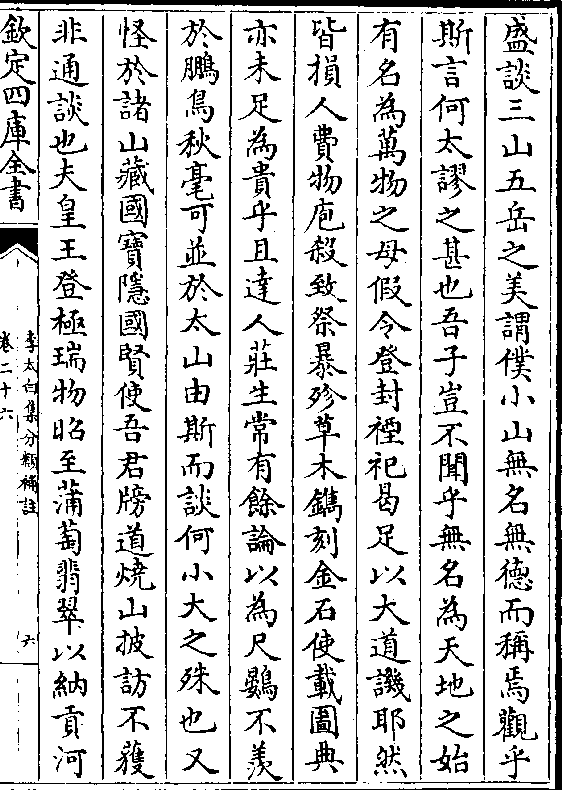 盛談三山五岳之美謂僕小山無名無德而稱焉觀乎
斯言何太謬之甚也吾子豈不聞乎無名為天地之始
有名為萬物之母假令登封禋祀曷足以大道譏耶然
皆損人費物庖殺致祭暴殄草木鐫刻金石使載圖典
亦未足為貴乎且達人莊生常有餘論以為尺鷃不羨
於鵬鳥秋毫可並於太山由斯而談何小大之殊也又
怪於諸山藏國寶隱國賢使吾君牓道燒山披訪不獲
非通談也夫皇王登極瑞物昭至蒲萄翡翠以納貢河
欽定四庫全書
李太白集分類補註
卷二十六
六